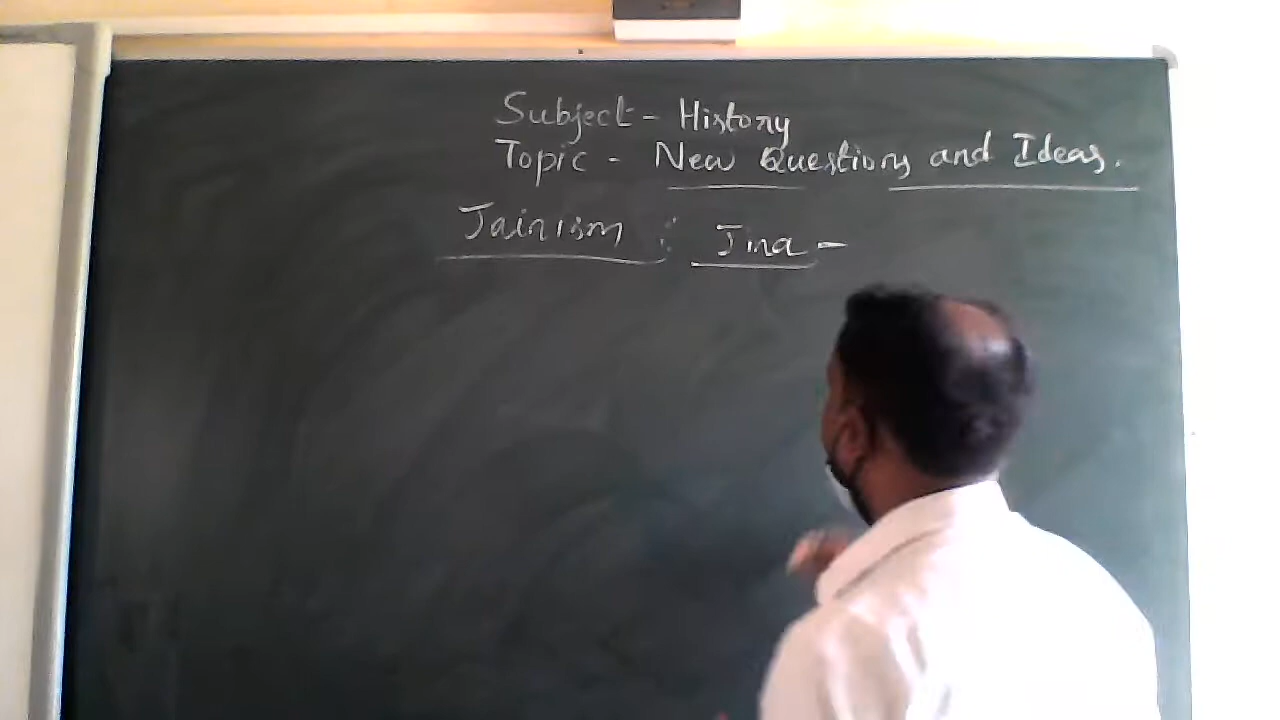 Subject - History
Topic - New Questions and Ideas.
Jainism : Jina -